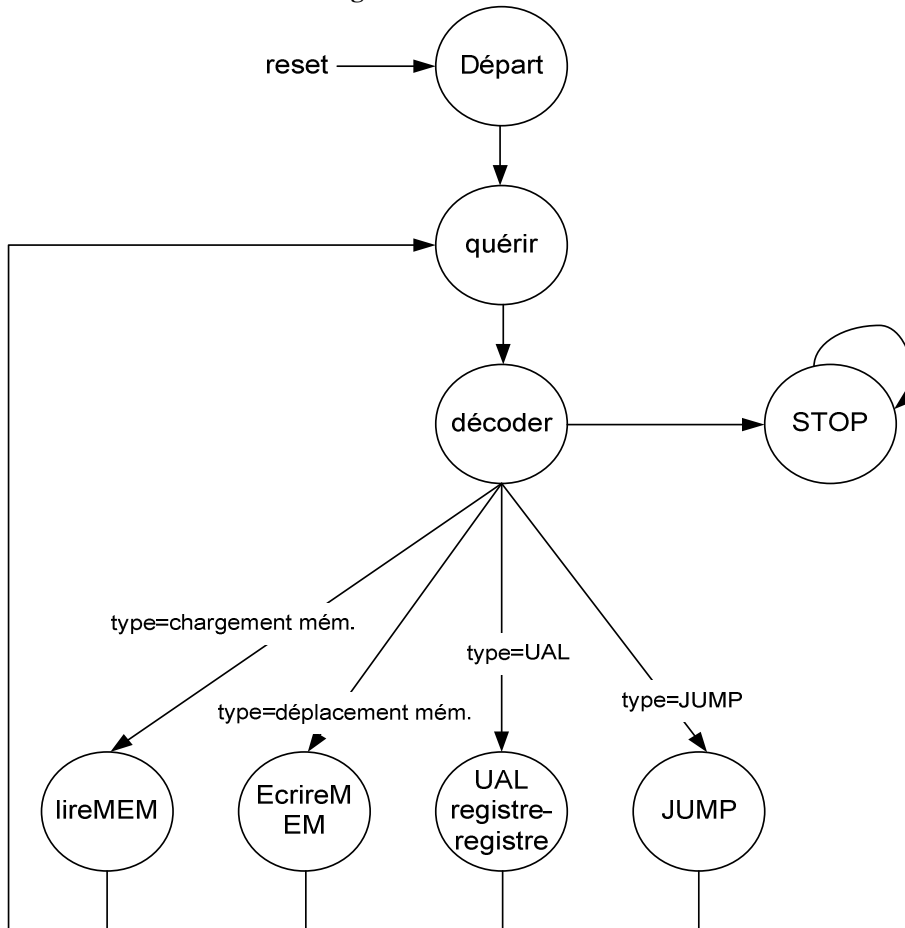 reset
Départ
quérir
décoder
STOP
type=chargement mém.
type=UAL
type=JUMP
type=déplacement mém.
lireMEM
EcrireM
EM
UAL
registre-
registre
JUMP